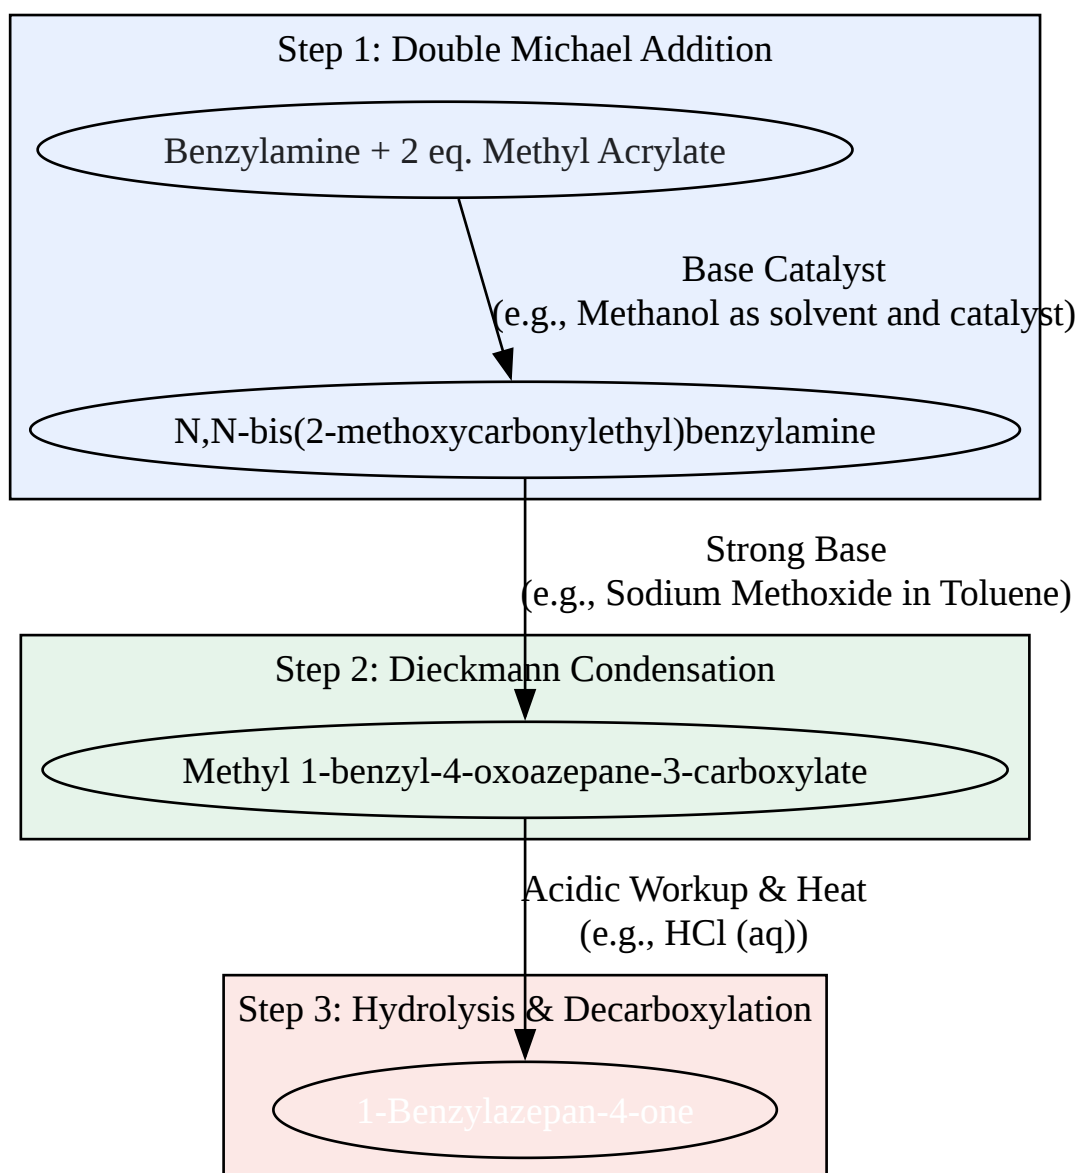 Step 1: Double Michael Addition
Benzylamine + 2 eq. Methyl Acrylate
Base Catalyst
(e.g., Methanol as solvent and catalyst)
N,N-bis(2-methoxycarbonylethyl)benzylamine
Strong Base
(e.g., Sodium Methoxide in Toluene)
Step 2: Dieckmann Condensation
Methyl 1-benzyl-4-oxoazepane-3-carboxylate
Acidic Workup & Heat
(e.g., HCl (aq))
Step 3: Hydrolysis & Decarboxylation
1-Benzylazepan-4-one